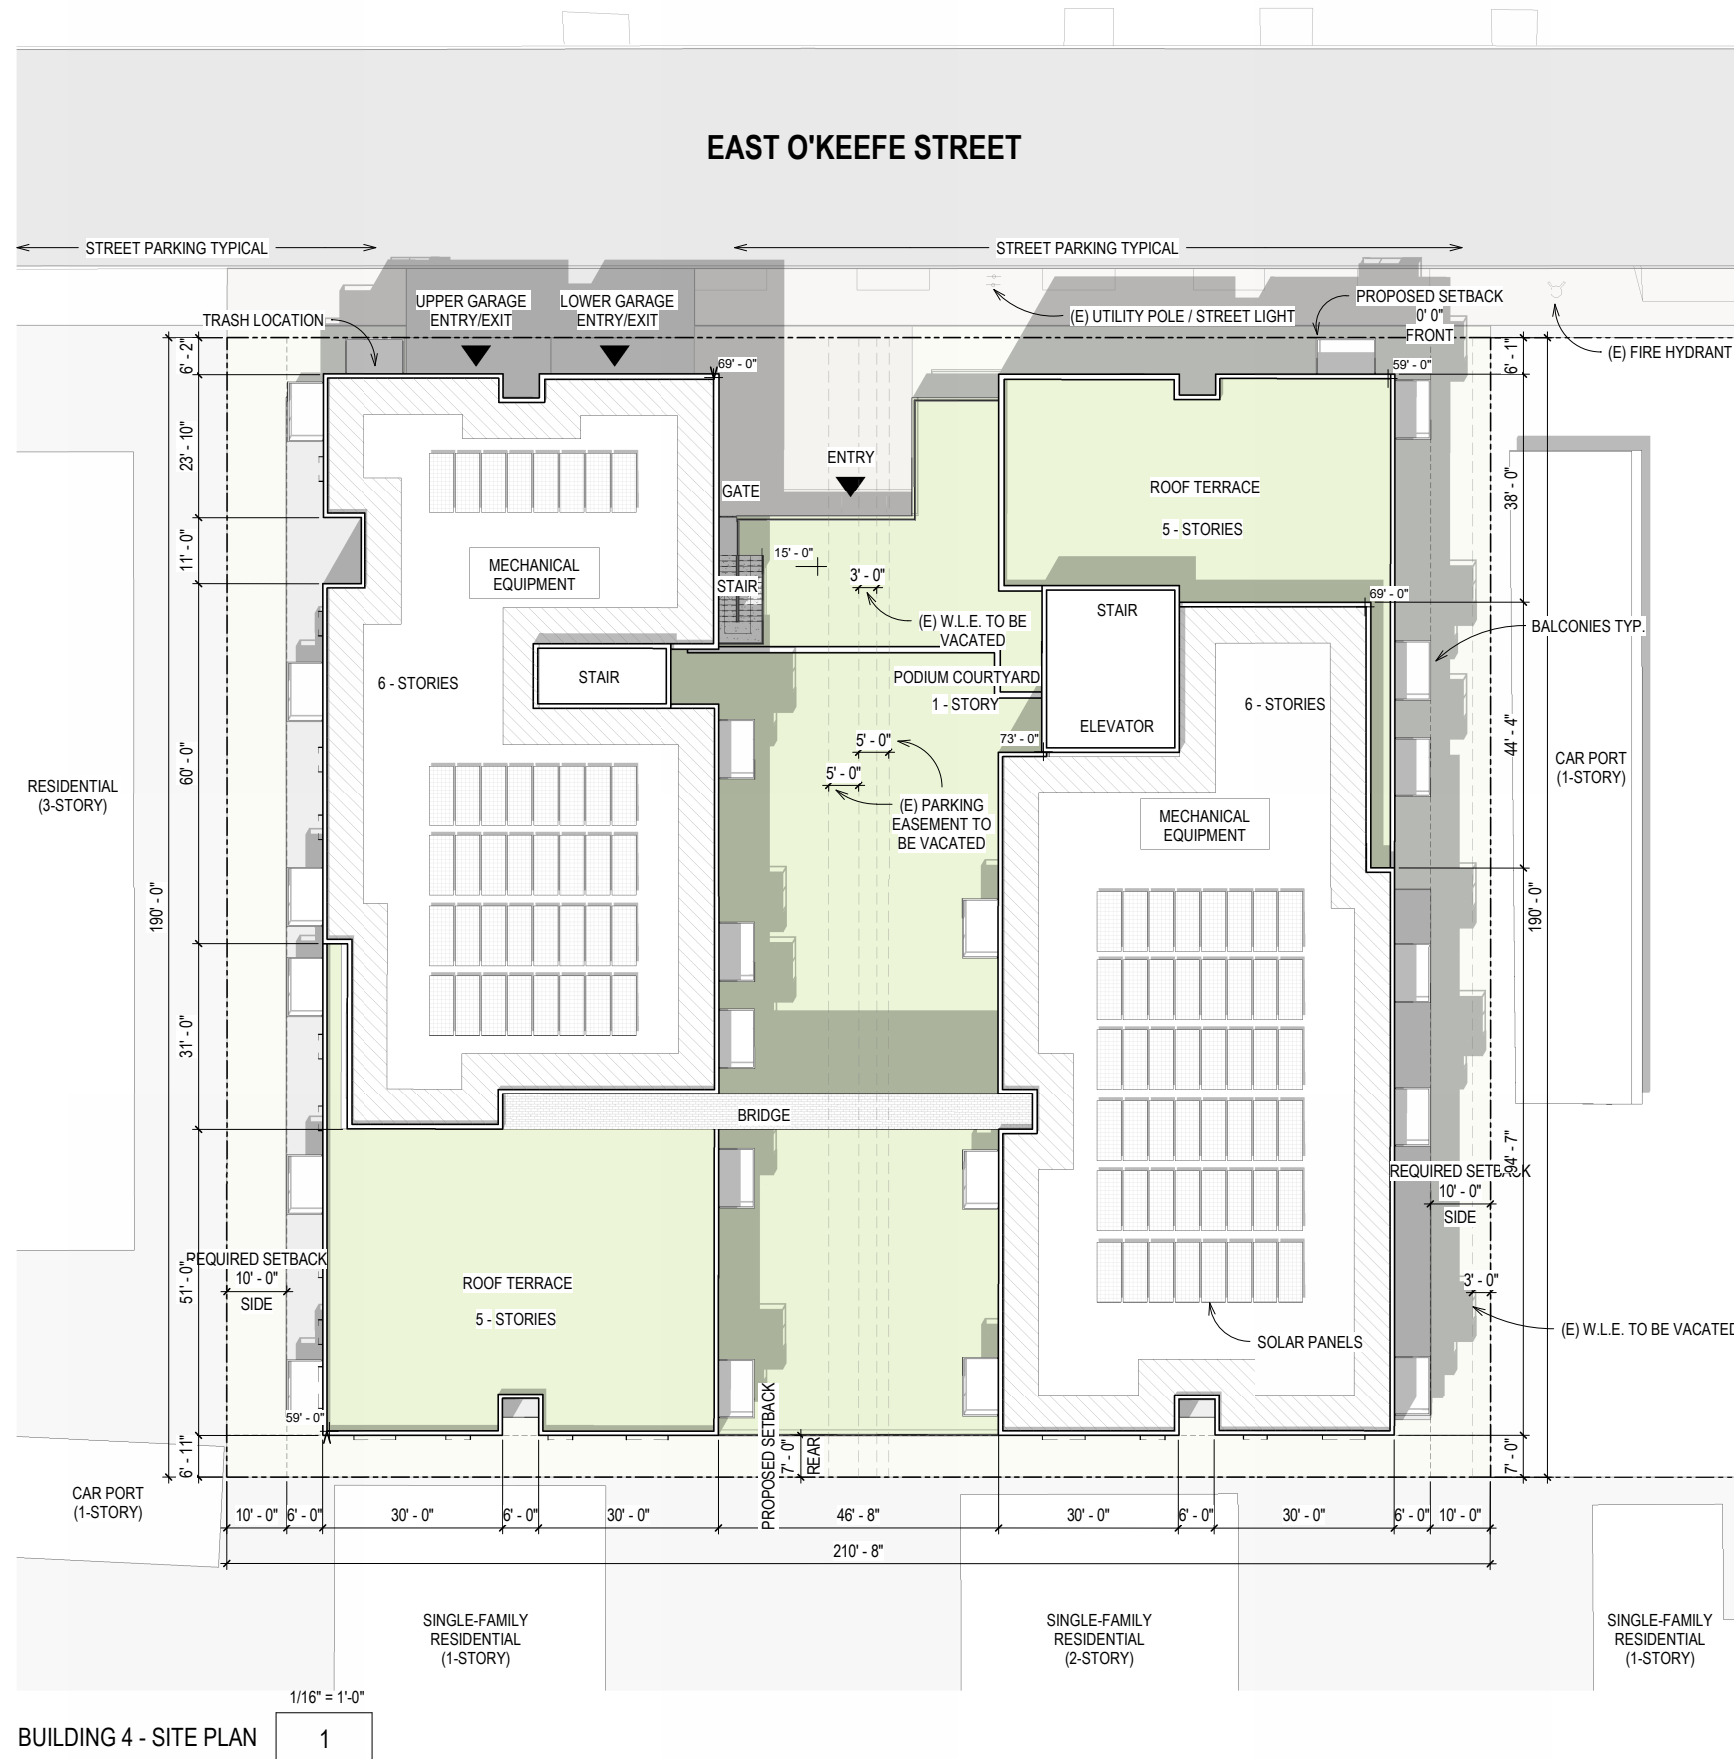 EAST O'KEEFE STREET
STREET PARKING TYPICAL
STREET PARKING TYPICAL
UPPER GARAGE
ENTRY/EXIT
LOWER GARAGE
ENTRY/EXIT
TRASH LOCATION
(E) UTILITY POLE / STREET LIGHT
PROPOSED SETBACK
0' 0"
FRONT
(E) FIRE HYDRANT
6' - 2"
69' - 0"
59' - 0"
6' - 1"
23' - 10"
ENTRY
GATE
ROOF TERRACE
5 - STORIES
38' - 0"
11' - 0"
MECHANICAL
EQUIPMENT
15' - 0"
3' - 0"
STAIR
STAIR
69' - 0"
(E) W.L.E. TO BE
VACATED
BALCONIES TYP.
6 - STORIES
STAIR
PODIUM COURTYARD
1 - STORY
6 - STORIES
ELEVATOR
73' - 0"
44' - 4"
5' - 0"
5' - 0"
60' - 0"
RESIDENTIAL
(3-STORY)
CAR PORT
(1-STORY)
(E) PARKING
EASEMENT TO
BE VACATED
MECHANICAL
EQUIPMENT
190' - 0"
190' - 0"
31' - 0"
BRIDGE
94' - 7"
REQUIRED SETBACK
10' - 0"
SIDE
REQUIRED SETBACK
10' - 0"
SIDE
51' - 0"
ROOF TERRACE
5 - STORIES
3' - 0"
(E) W.L.E. TO BE VACATED
SOLAR PANELS
59' - 0"
6' - 11"
PROPOSED SETBACK
7' - 0"
REAR
7' - 0"
CAR PORT
(1-STORY)
10' - 0" 6' - 0" 30' - 0" 6' - 0" 30' - 0" 46' - 8" 30' - 0" 6' - 0" 30' - 0" 6' - 0" 10' - 0"
210' - 8"
SINGLE-FAMILY
RESIDENTIAL
(1-STORY)
SINGLE-FAMILY
RESIDENTIAL
(2-STORY)
SINGLE-FAMILY
RESIDENTIAL
(1-STORY)
1/16" = 1'-0"
BUILDING 4 - SITE PLAN 1